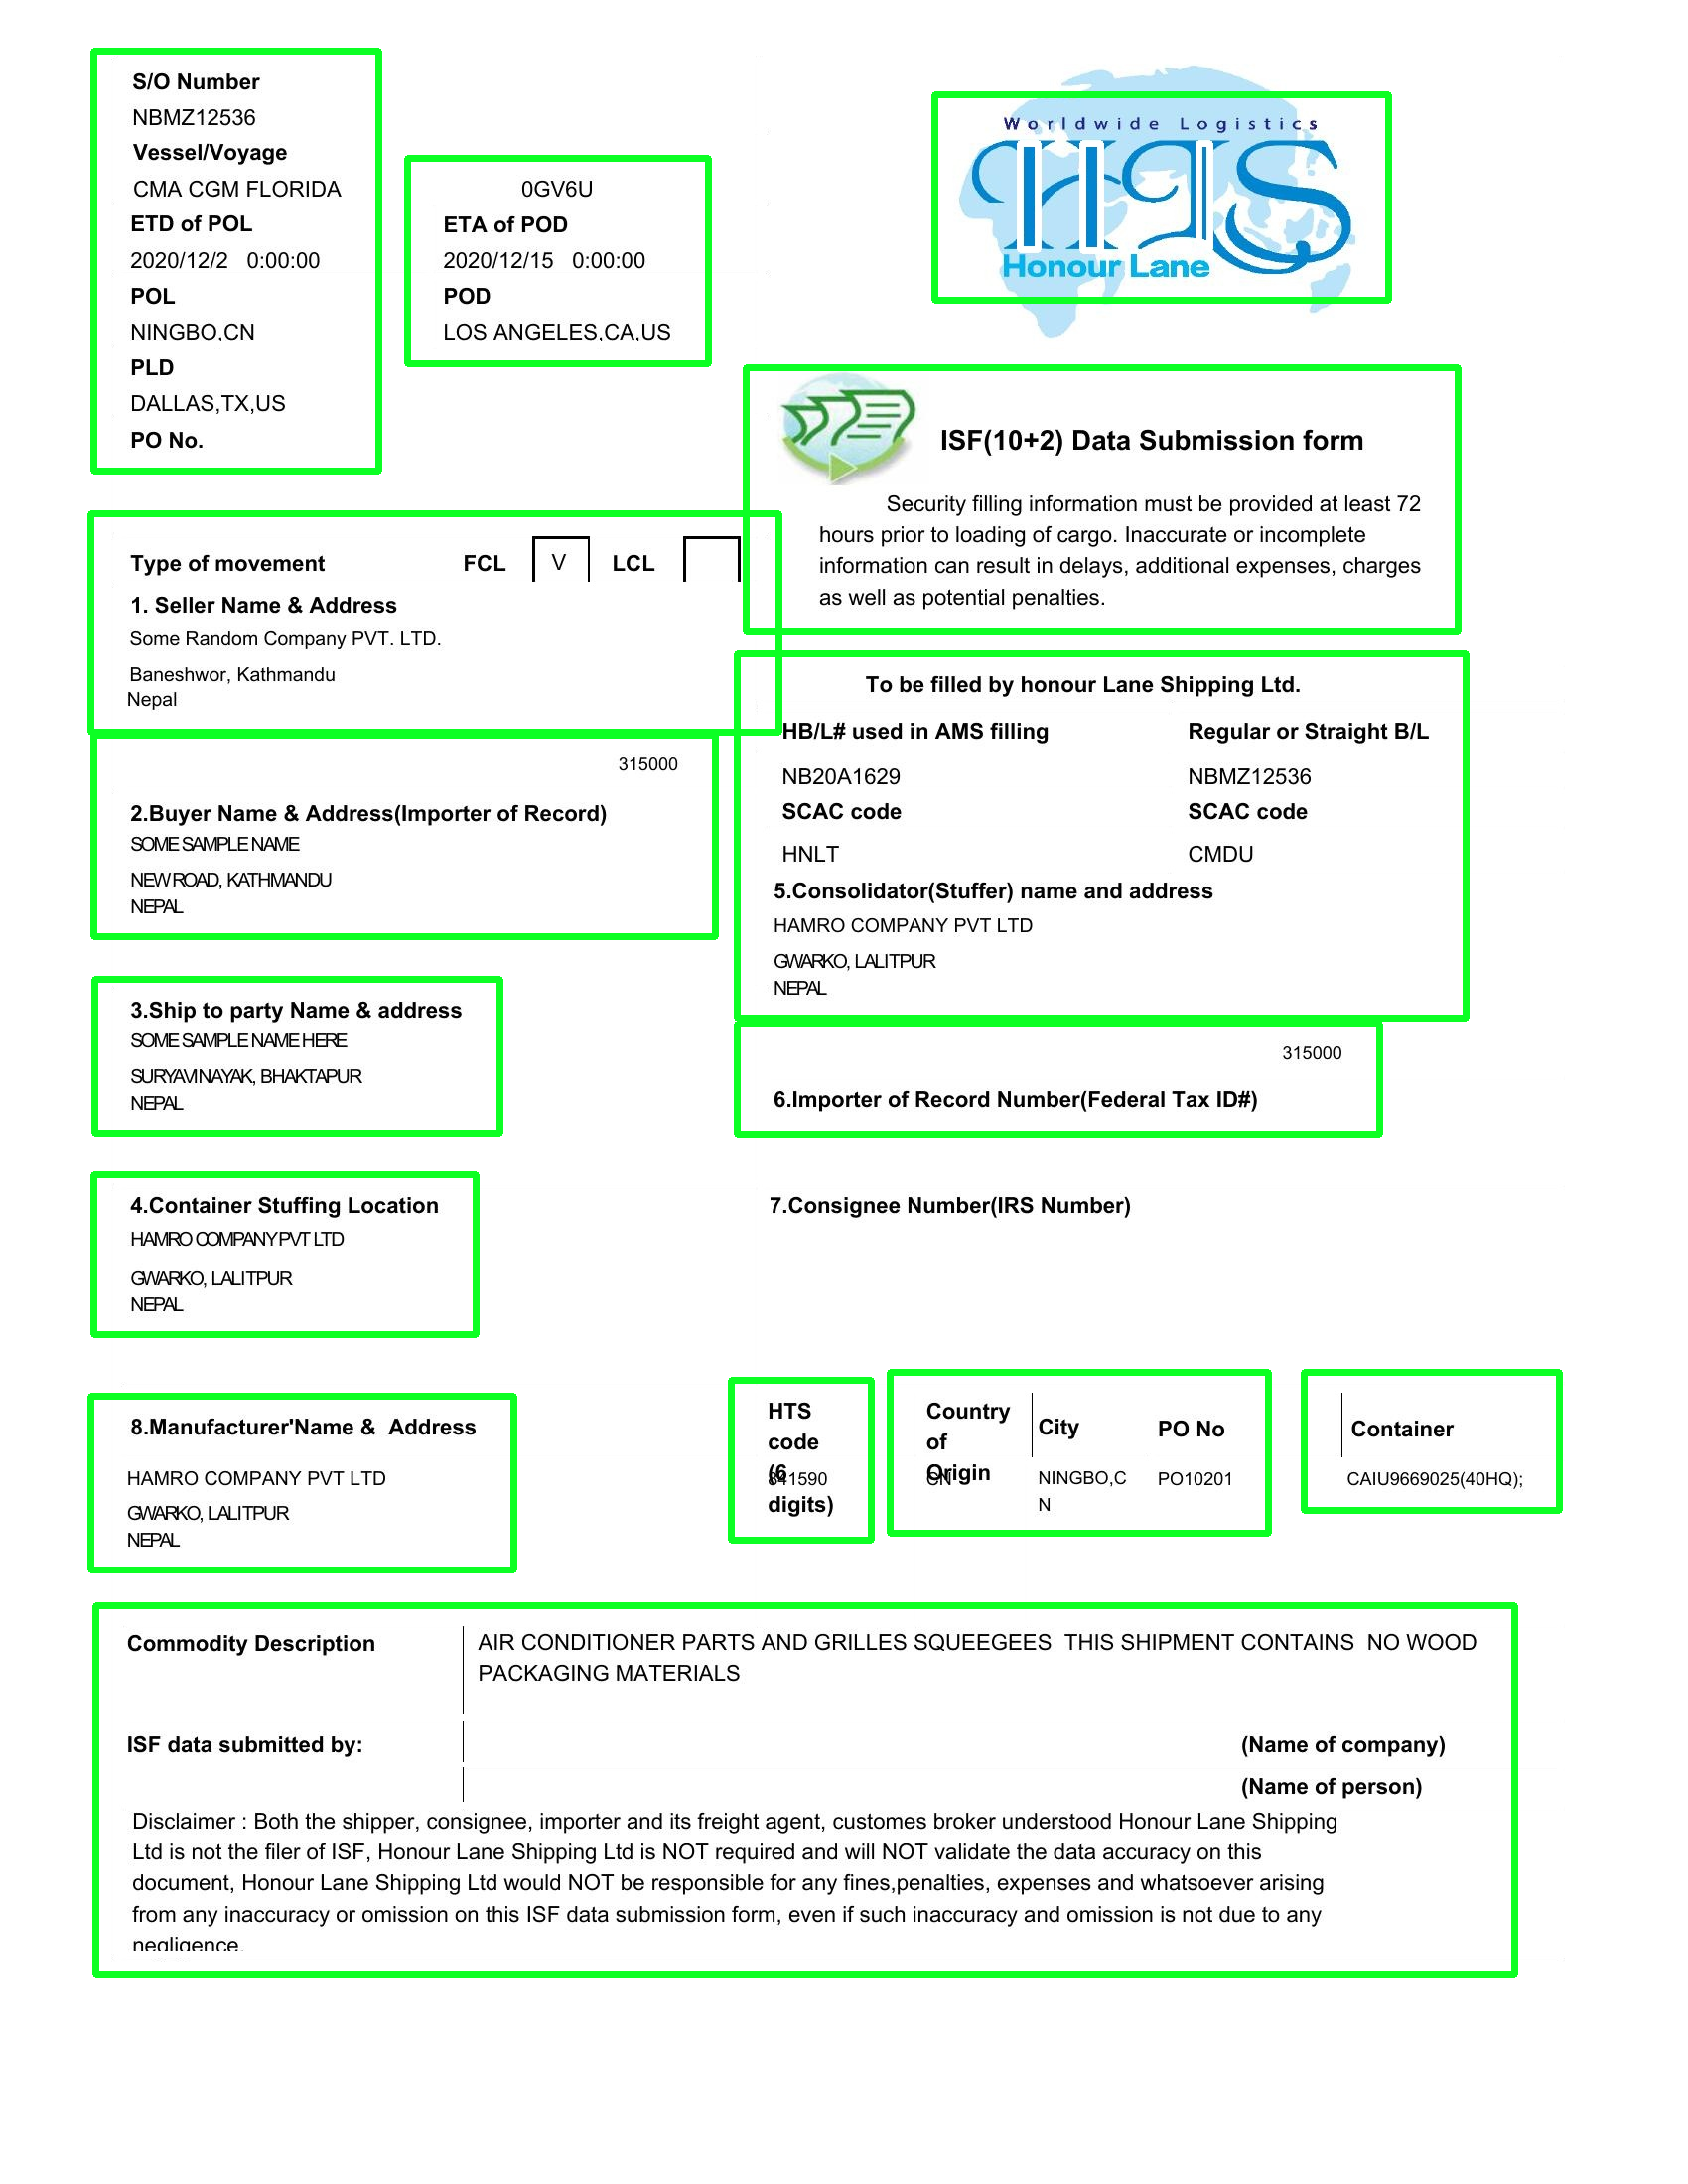 S/O Number
NBMZ12536
Vessel/Voyage
CMA CGM FLORIDA 0GV6U
ETD of POL ETA of POD
2020/12/2 0:00:00 2020/12/15 0:00:00
POL POD
NINGBO,CN LOS ANGELES,CA,US
PLD
DALLAS,TX,US
PO No.
Worldwide Logistics
HLS
Honour Lane
ISF(10+2) Data Submission form
Security filling information must be provided at least 72
hours prior to loading of cargo. Inaccurate or incomplete
information can result in delays, additional expenses, charges
as well as potential penalties.
Type of movement FCL V LCL
1. Seller Name & Address
Some Random Company PVT. LTD.
Baneshwor, Kathmandu
Nepal
315000
2.Buyer Name & Address(Importer of Record)
SOME SAMPLE NAME
NEW ROAD, KATHMANDU
NEPAL
To be filled by honour Lane Shipping Ltd.
HB/L# used in AMS filling Regular or Straight B/L
NB20A1629 NBMZ12536
SCAC code SCAC code
HNLT CMDU
5.Consolidator(Stuffer) name and address
HAMRO COMPANY PVT LTD
GWARKO, LALITPUR
NEPAL
3.Ship to party Name & address
SOME SAMPLE NAME HERE
SURYAVINAYAK, BHAKTAPUR
NEPAL
315000
6.Importer of Record Number(Federal Tax ID#)
4.Container Stuffing Location
HAMRO COMPANY PVT LTD
GWARKO, LALITPUR
NEPAL
7.Consignee Number(IRS Number)
8.Manufacturer'Name & Address
HAMRO COMPANY PVT LTD
GWARKO, LALITPUR
NEPAL
HTS
code
(6
digits)
841590
Country
of
Origin
CN
City
NINGBO,C
N
PO No
PO10201
Container
CAIU9669025(40HQ);
Commodity Description AIR CONDITIONER PARTS AND GRILLES SQUEEGEES THIS SHIPMENT CONTAINS NO WOOD
PACKAGING MATERIALS
ISF data submitted by: (Name of company)
(Name of person)
Disclaimer : Both the shipper, consignee, importer and its freight agent, customes broker understood Honour Lane Shipping
Ltd is not the filer of ISF, Honour Lane Shipping Ltd is NOT required and will NOT validate the data accuracy on this
document, Honour Lane Shipping Ltd would NOT be responsible for any fines,penalties, expenses and whatsoever arising
from any inaccuracy or omission on this ISF data submission form, even if such inaccuracy and omission is not due to any
negligence.